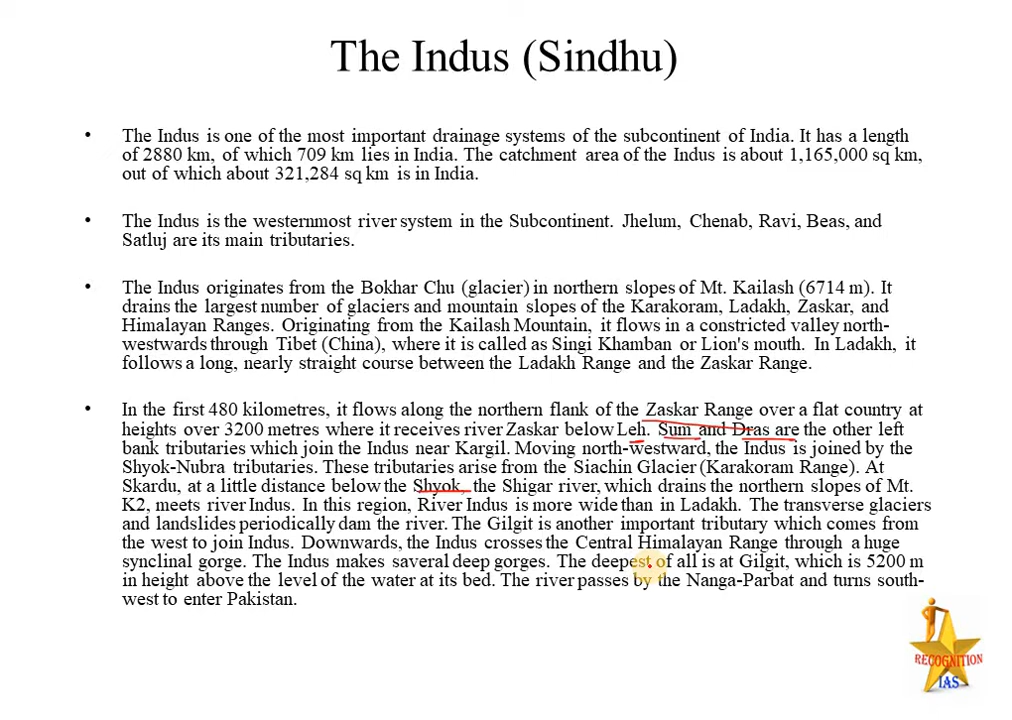 The Indus (Sindhu)
• The Indus is one of the most important drainage systems of the subcontinent of India. It has a length
of 2880 km, of which 709 km lies in India. The catchment area of the Indus is about 1,165,000 sq km,
out of which about 321,284 sq km is in India.
• The Indus is the westernmost river system in the Subcontinent. Jhelum, Chenab, Ravi, Beas, and
Satluj are its main tributaries.
• The Indus originates from the Bokhar Chu (glacier) in northern slopes of Mt. Kailash (6714 m). It
drains the largest number of glaciers and mountain slopes of the Karakoram, Ladakh, Zaskar, and
Himalayan Ranges. Originating from the Kailash Mountain, it flows in a constricted valley north-
westwards through Tibet (China), where it is called as Singi Khamban or Lion's mouth. In Ladakh, it
follows a long, nearly straight course between the Ladakh Range and the Zaskar Range.
• In the first 480 kilometres, it flows along the northern flank of the Zaskar Range over a flat country at
heights over 3200 metres where it receives river Zaskar below Leh. Sum and Dras are the other left
bank tributaries which join the Indus near Kargil. Moving north-westward, the Indus is joined by the
Shyok-Nubra tributaries. These tributaries arise from the Siachin Glacier (Karakoram Range). At
Skardu, at a little distance below the Shyok, the Shigar river, which drains the northern slopes of Mt.
K2, meets river Indus. In this region, River Indus is more wide than in Ladakh. The transverse glaciers
and landslides periodically dam the river. The Gilgit is another important tributary which comes from
the west to join Indus. Downwards, the Indus crosses the Central Himalayan Range through a huge
synclinal gorge. The Indus makes saveral deep gorges. The deepest of all is at Gilgit, which is 5200 m
in height above the level of the water at its bed. The river passes by the Nanga-Parbat and turns south-
west to enter Pakistan.
RECOGNITION
IAS